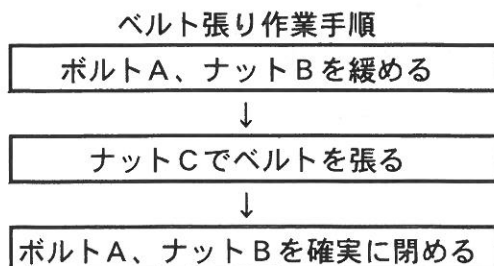 ベルト張り作業手順
ボルトA、ナットBを緩める
↓
ナットCでベルトを張る
↓
ボルトA、ナットBを確実に閉める